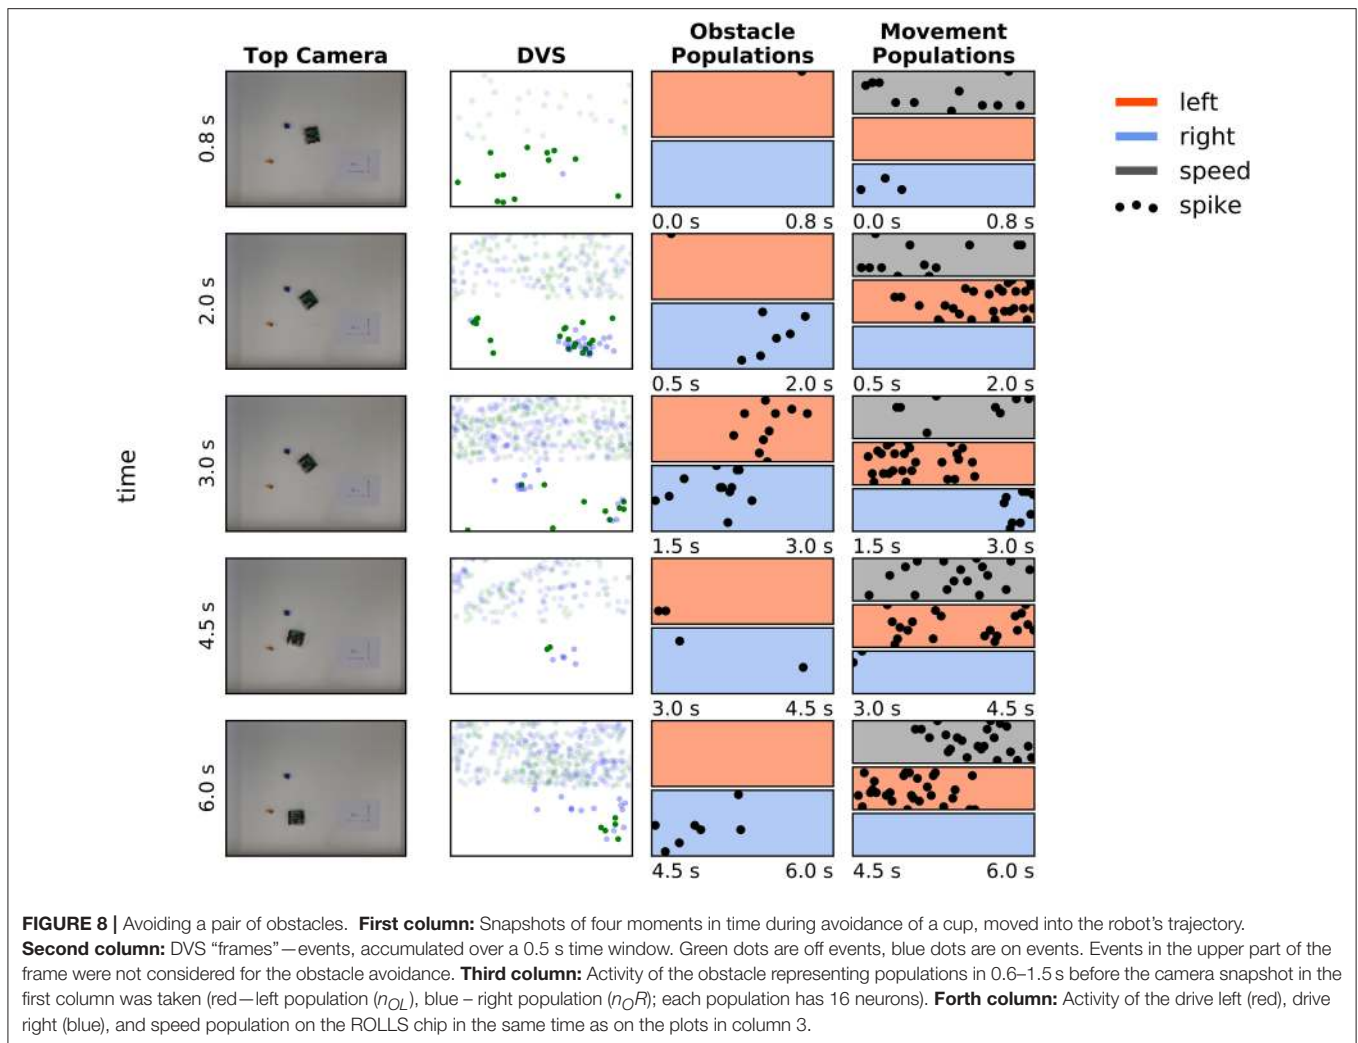 Top Camera
DVS
Obstacle
Populations
Movement
Populations
left
right
speed
spike
time
0.8 s
0.0 s 0.8 s
0.0 s 0.8 s
2.0 s
0.5 s 2.0 s
0.5 s 2.0 s
3.0 s
1.5 s 3.0 s
1.5 s 3.0 s
4.5 s
3.0 s 4.5 s
3.0 s 4.5 s
6.0 s
4.5 s 6.0 s
4.5 s 6.0 s
FIGURE 8 | Avoiding a pair of obstacles. First column: Snapshots of four moments in time during avoidance of a cup, moved into the robot's trajectory.
Second column: DVS “frames”—events, accumulated over a 0.5 s time window. Green dots are off events, blue dots are on events. Events in the upper part of the
frame were not considered for the obstacle avoidance. Third column: Activity of the obstacle representing populations in 0.6–1.5 s before the camera snapshot in the
first column was taken (red—left population (nOL), blue – right population (nOR); each population has 16 neurons). Forth column: Activity of the drive left (red), drive
right (blue), and speed population on the ROLLS chip in the same time as on the plots in column 3.